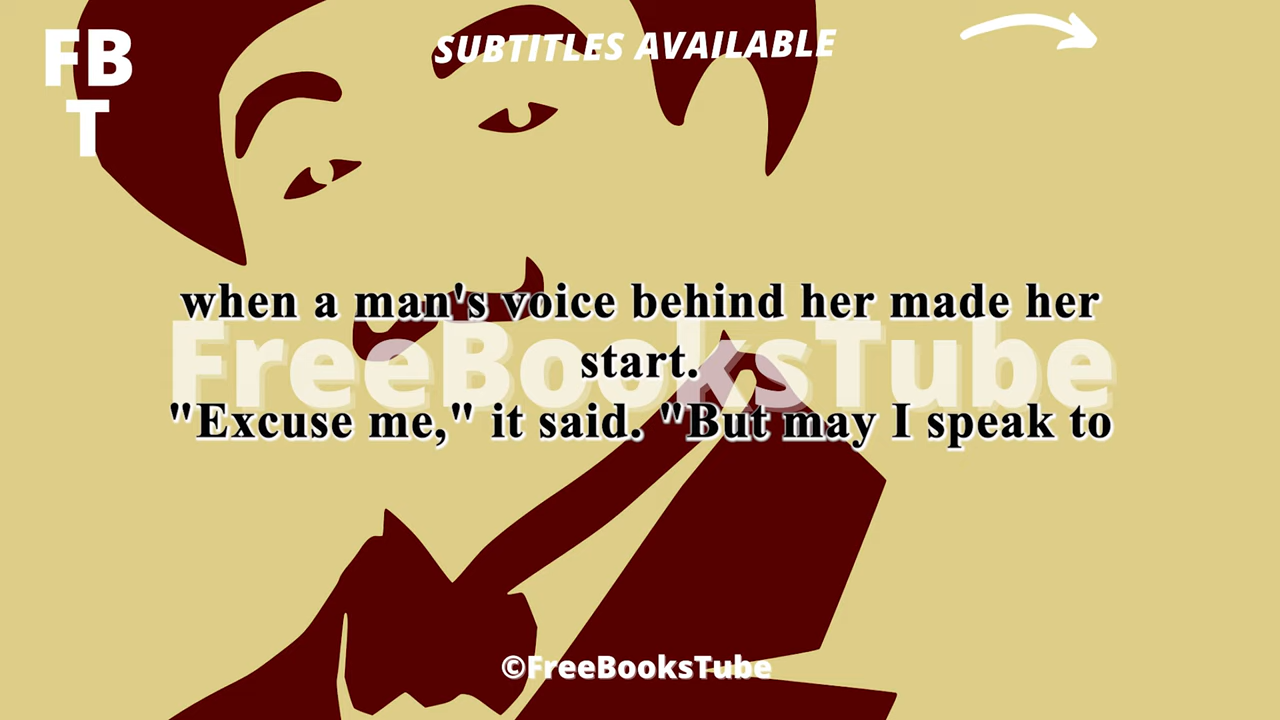 FB
T
SUBTITLES AVAILABLE
when a man's voice behind her made her
start.
FreeBooksTube
"Excuse me," it said. "But may I speak to
©FreeBooksTube